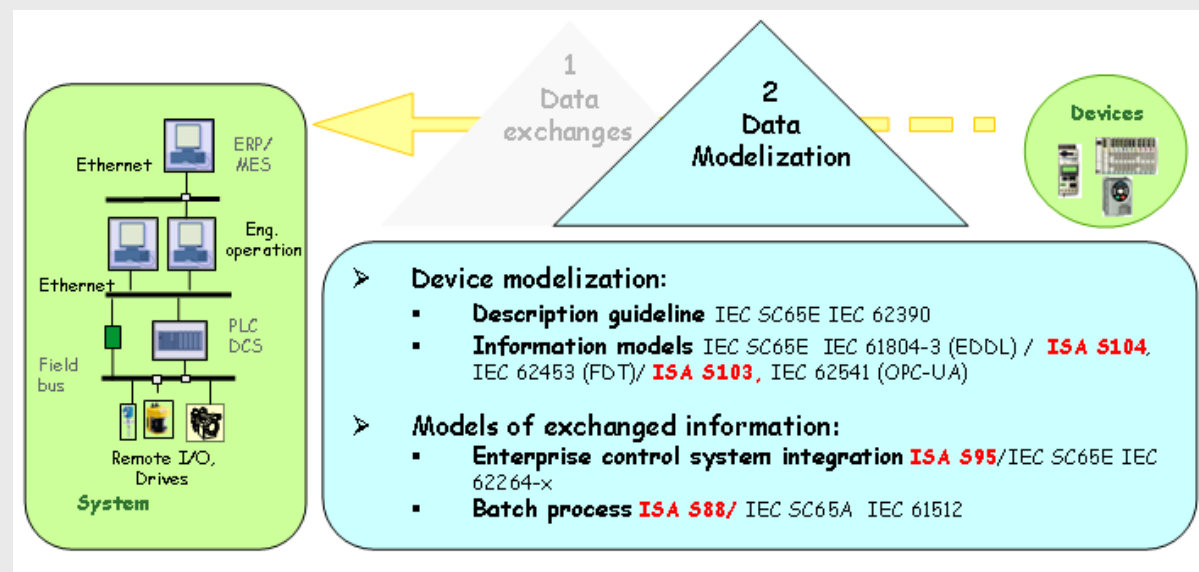 1
Data
exchanges
2
Data
Modelization
Devices
ERP/
MES
Ethernet
Eng.
operation
Ethernet
PLC
DCS
Field
bus
Remote I/O,
Drives
System
➢ Device modelization:
▪ Description guideline IEC SC65E IEC 62390
▪ Information models IEC SC65E IEC 61804-3 (EDDL) / ISA S104,
IEC 62453 (FDT)/ ISA S103, IEC 62541 (OPC-UA)
➢ Models of exchanged information:
▪ Enterprise control system integration ISA S95/IEC SC65E IEC
62264-x
▪ Batch process ISA S88/ IEC SC65A IEC 61512